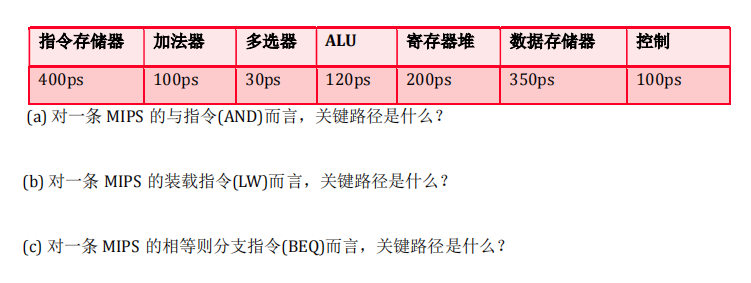 指令存储器 加法器 多选器 ALU 寄存器堆 数据存储器 控制
400ps 100ps 30ps 120ps 200ps 350ps 100ps
(a) 对一条 MIPS 的与指令(AND)而言，关键路径是什么？
(b) 对一条 MIPS 的装载指令(LW)而言，关键路径是什么？
(c) 对一条 MIPS 的相等则分支指令(BEQ)而言，关键路径是什么？